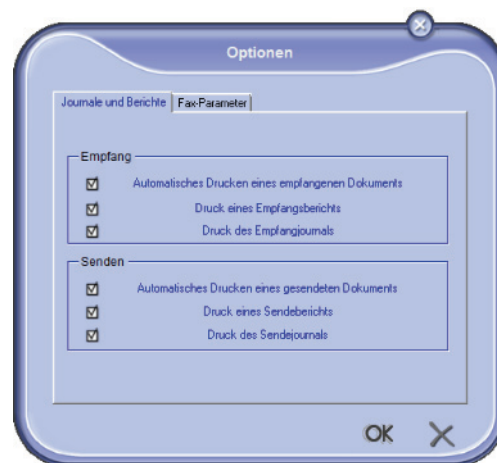 Optionen
Journale und Berichte Fax-Parameter
Empfang
Automatisches Drucken eines empfangenen Dokuments
Druck eines Empfangsberichts
Druck des Empfangjournals
Senden
Automatisches Drucken eines gesendeten Dokuments
Druck eines Sendeberichts
Druck des Sendejournals
OK